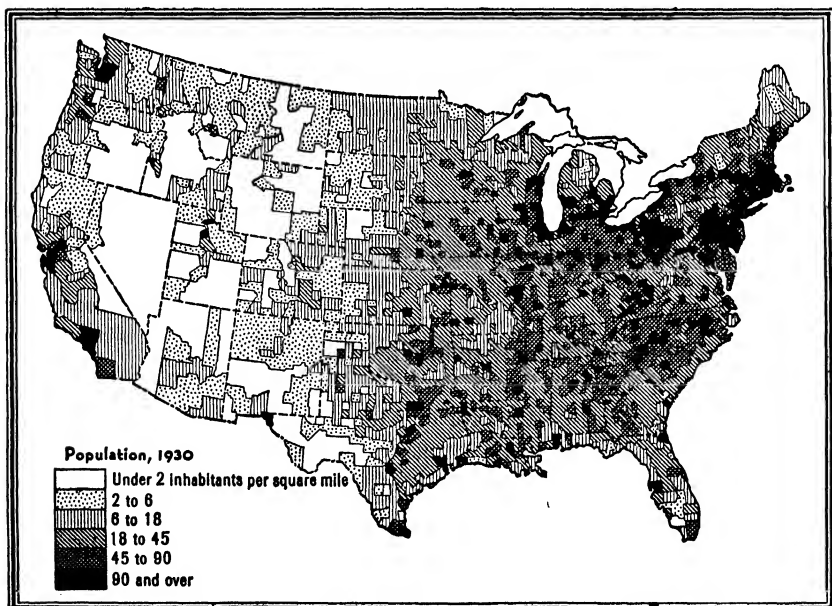 Population, 1930
Under 2 inhabitants per square mile
2 to 6
6 to 18
18 to 45
45 to 90
90 and over